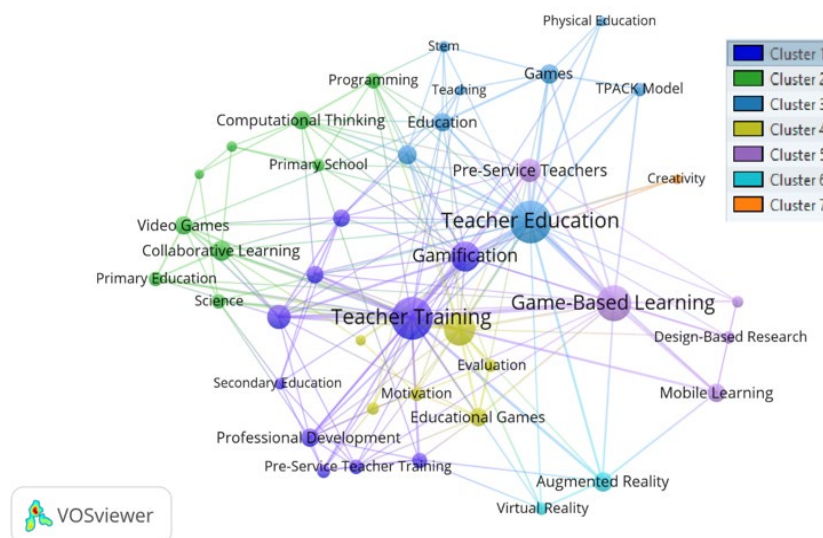 Physical Education
Stem
Games
Programming
Teaching
TPACK Model
Computational Thinking
Education
Primary School
Pre-Service Teachers
Creativity
Video Games
Teacher Education
Collaborative Learning
Gamification
Primary Education
Science
Teacher Training
Game-Based Learning
Design-Based Research
Evaluation
Secondary Education
Motivation
Mobile Learning
Educational Games
Professional Development
Pre-Service Teacher Training
Augmented Reality
Virtual Reality
Cluster 1
Cluster 2
Cluster 3
Cluster 4
Cluster 5
Cluster 6
Cluster 7
VOSviewer